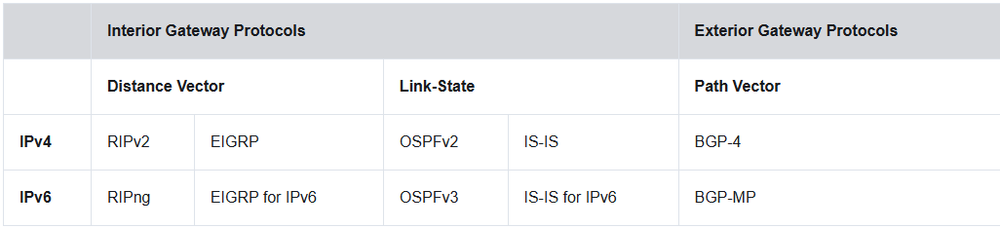 Interior Gateway Protocols Exterior Gateway Protocols
Distance Vector Link-State Path Vector
IPv4 RIPv2 EIGRP OSPFv2 IS-IS BGP-4
IPv6 RIPng EIGRP for IPv6 OSPFv3 IS-IS for IPv6 BGP-MP